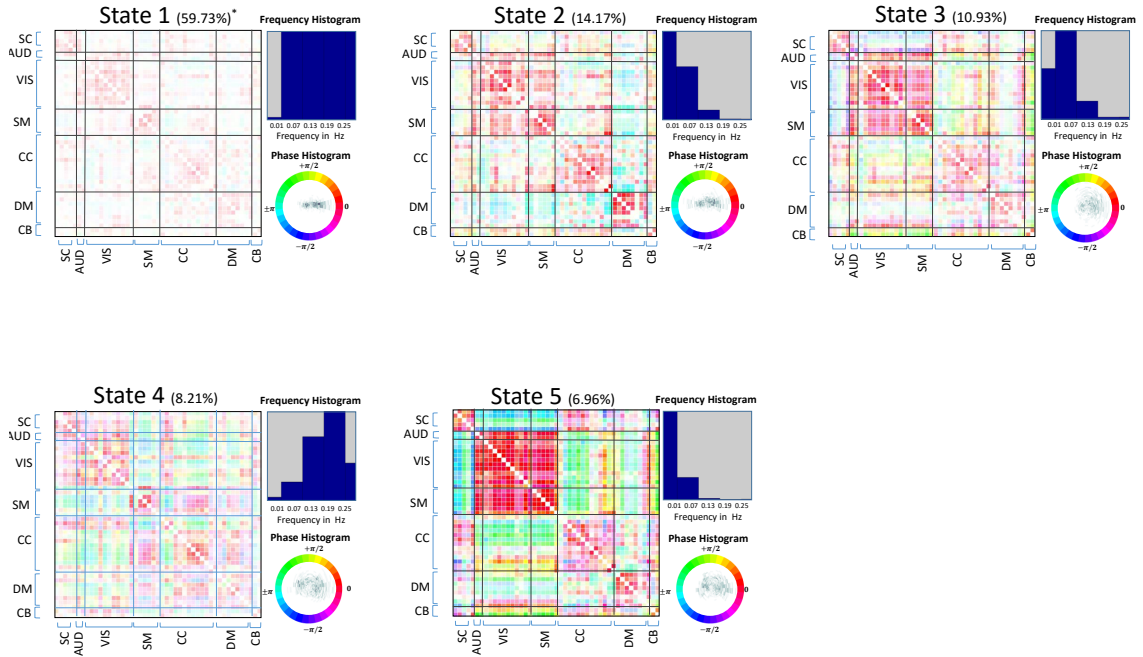 State 1 (59.73%)*
Frequency Histogram
SC
AUD
VIS
SM
CC
DM
CB
SC
AUD
VIS
SM
CC
DM
CB
0.01 0.07 0.13 0.19 0.25
Frequency in Hz
Phase Histogram
+π/2
±π
0
−π/2
State 2 (14.17%)
Frequency Histogram
SC
AUD
VIS
SM
CC
DM
CB
SC
AUD
VIS
SM
CC
DM
CB
0.01 0.07 0.13 0.19 0.25
Frequency in Hz
Phase Histogram
+π/2
±π
0
−π/2
State 3 (10.93%)
Frequency Histogram
SC
AUD
VIS
SM
CC
DM
CB
SC
AUD
VIS
SM
CC
DM
CB
0.01 0.07 0.13 0.19 0.25
Frequency in Hz
Phase Histogram
+π/2
±π
0
−π/2
State 4 (8.21%)
Frequency Histogram
SC
AUD
VIS
SM
CC
DM
CB
SC
AUD
VIS
SM
CC
DM
CB
0.01 0.07 0.13 0.19 0.25
Frequency in Hz
Phase Histogram
+π/2
±π
0
−π/2
State 5 (6.96%)
Frequency Histogram
SC
AUD
VIS
SM
CC
DM
CB
SC
AUD
VIS
SM
CC
DM
CB
0.01 0.07 0.13 0.19 0.25
Frequency in Hz
Phase Histogram
+π/2
±π
0
−π/2